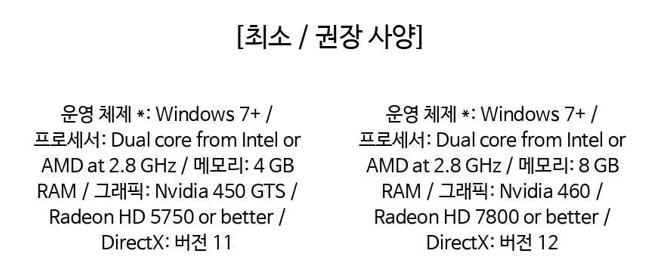 [최소 / 권장 사양]
운영 체제 *: Windows 7+ /
프로세서: Dual core from Intel or
AMD at 2.8 GHz / 메모리: 4 GB
RAM / 그래픽: Nvidia 450 GTS /
Radeon HD 5750 or better /
DirectX: 버전 11
운영 체제 *: Windows 7+ /
프로세서: Dual core from Intel or
AMD at 2.8 GHz / 메모리: 8 GB
RAM / 그래픽: Nvidia 460 /
Radeon HD 7800 or better /
DirectX: 버전 12